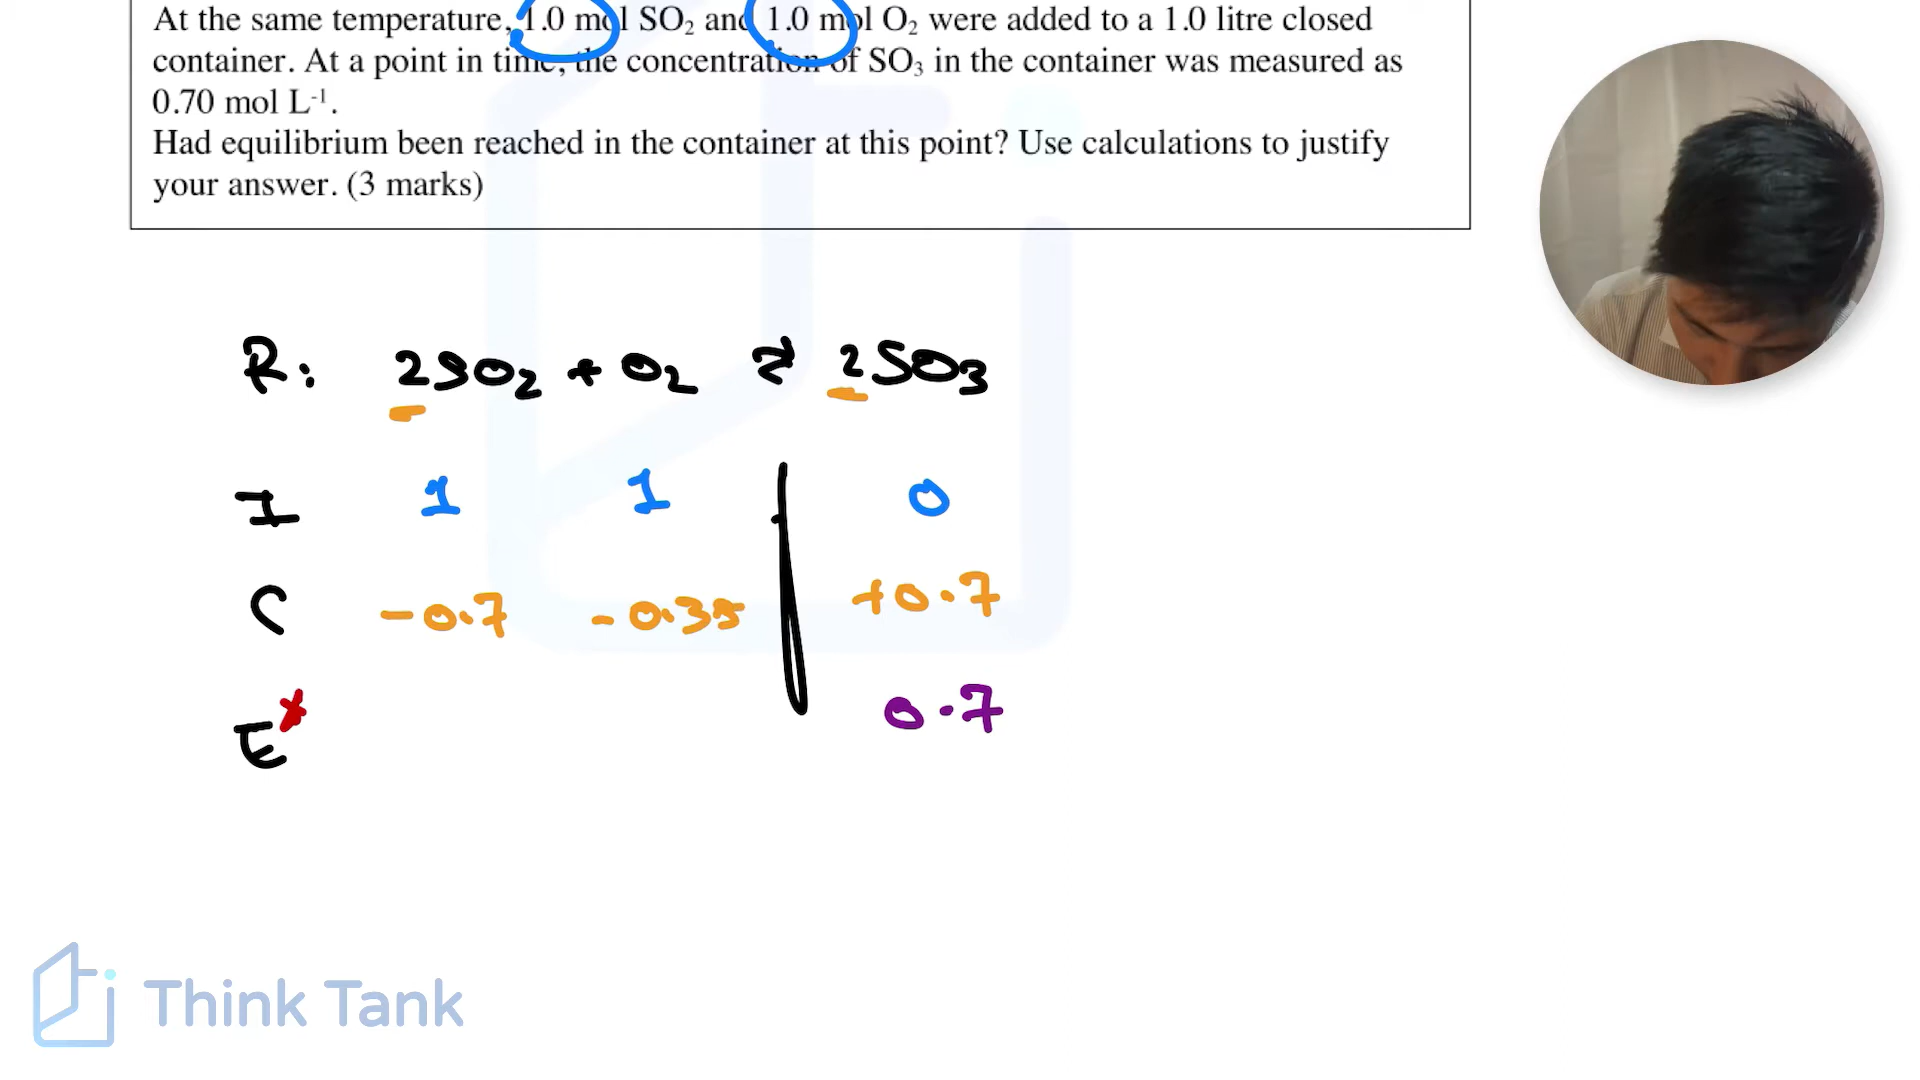 At the same temperature, 1.0 mol SO₂ and 1.0 mol O₂ were added to a 1.0 litre closed
container. At a point in time, the concentration of SO₃ in the container was measured as
0.70 mol L⁻¹.
Had equilibrium been reached in the container at this point? Use calculations to justify
your answer. (3 marks)
R: 2SO₂ + O₂ ⇌ 2SO₃
I 1 1 0
C -0.7 -0.35 +0.7
E* 0.7
Think Tank